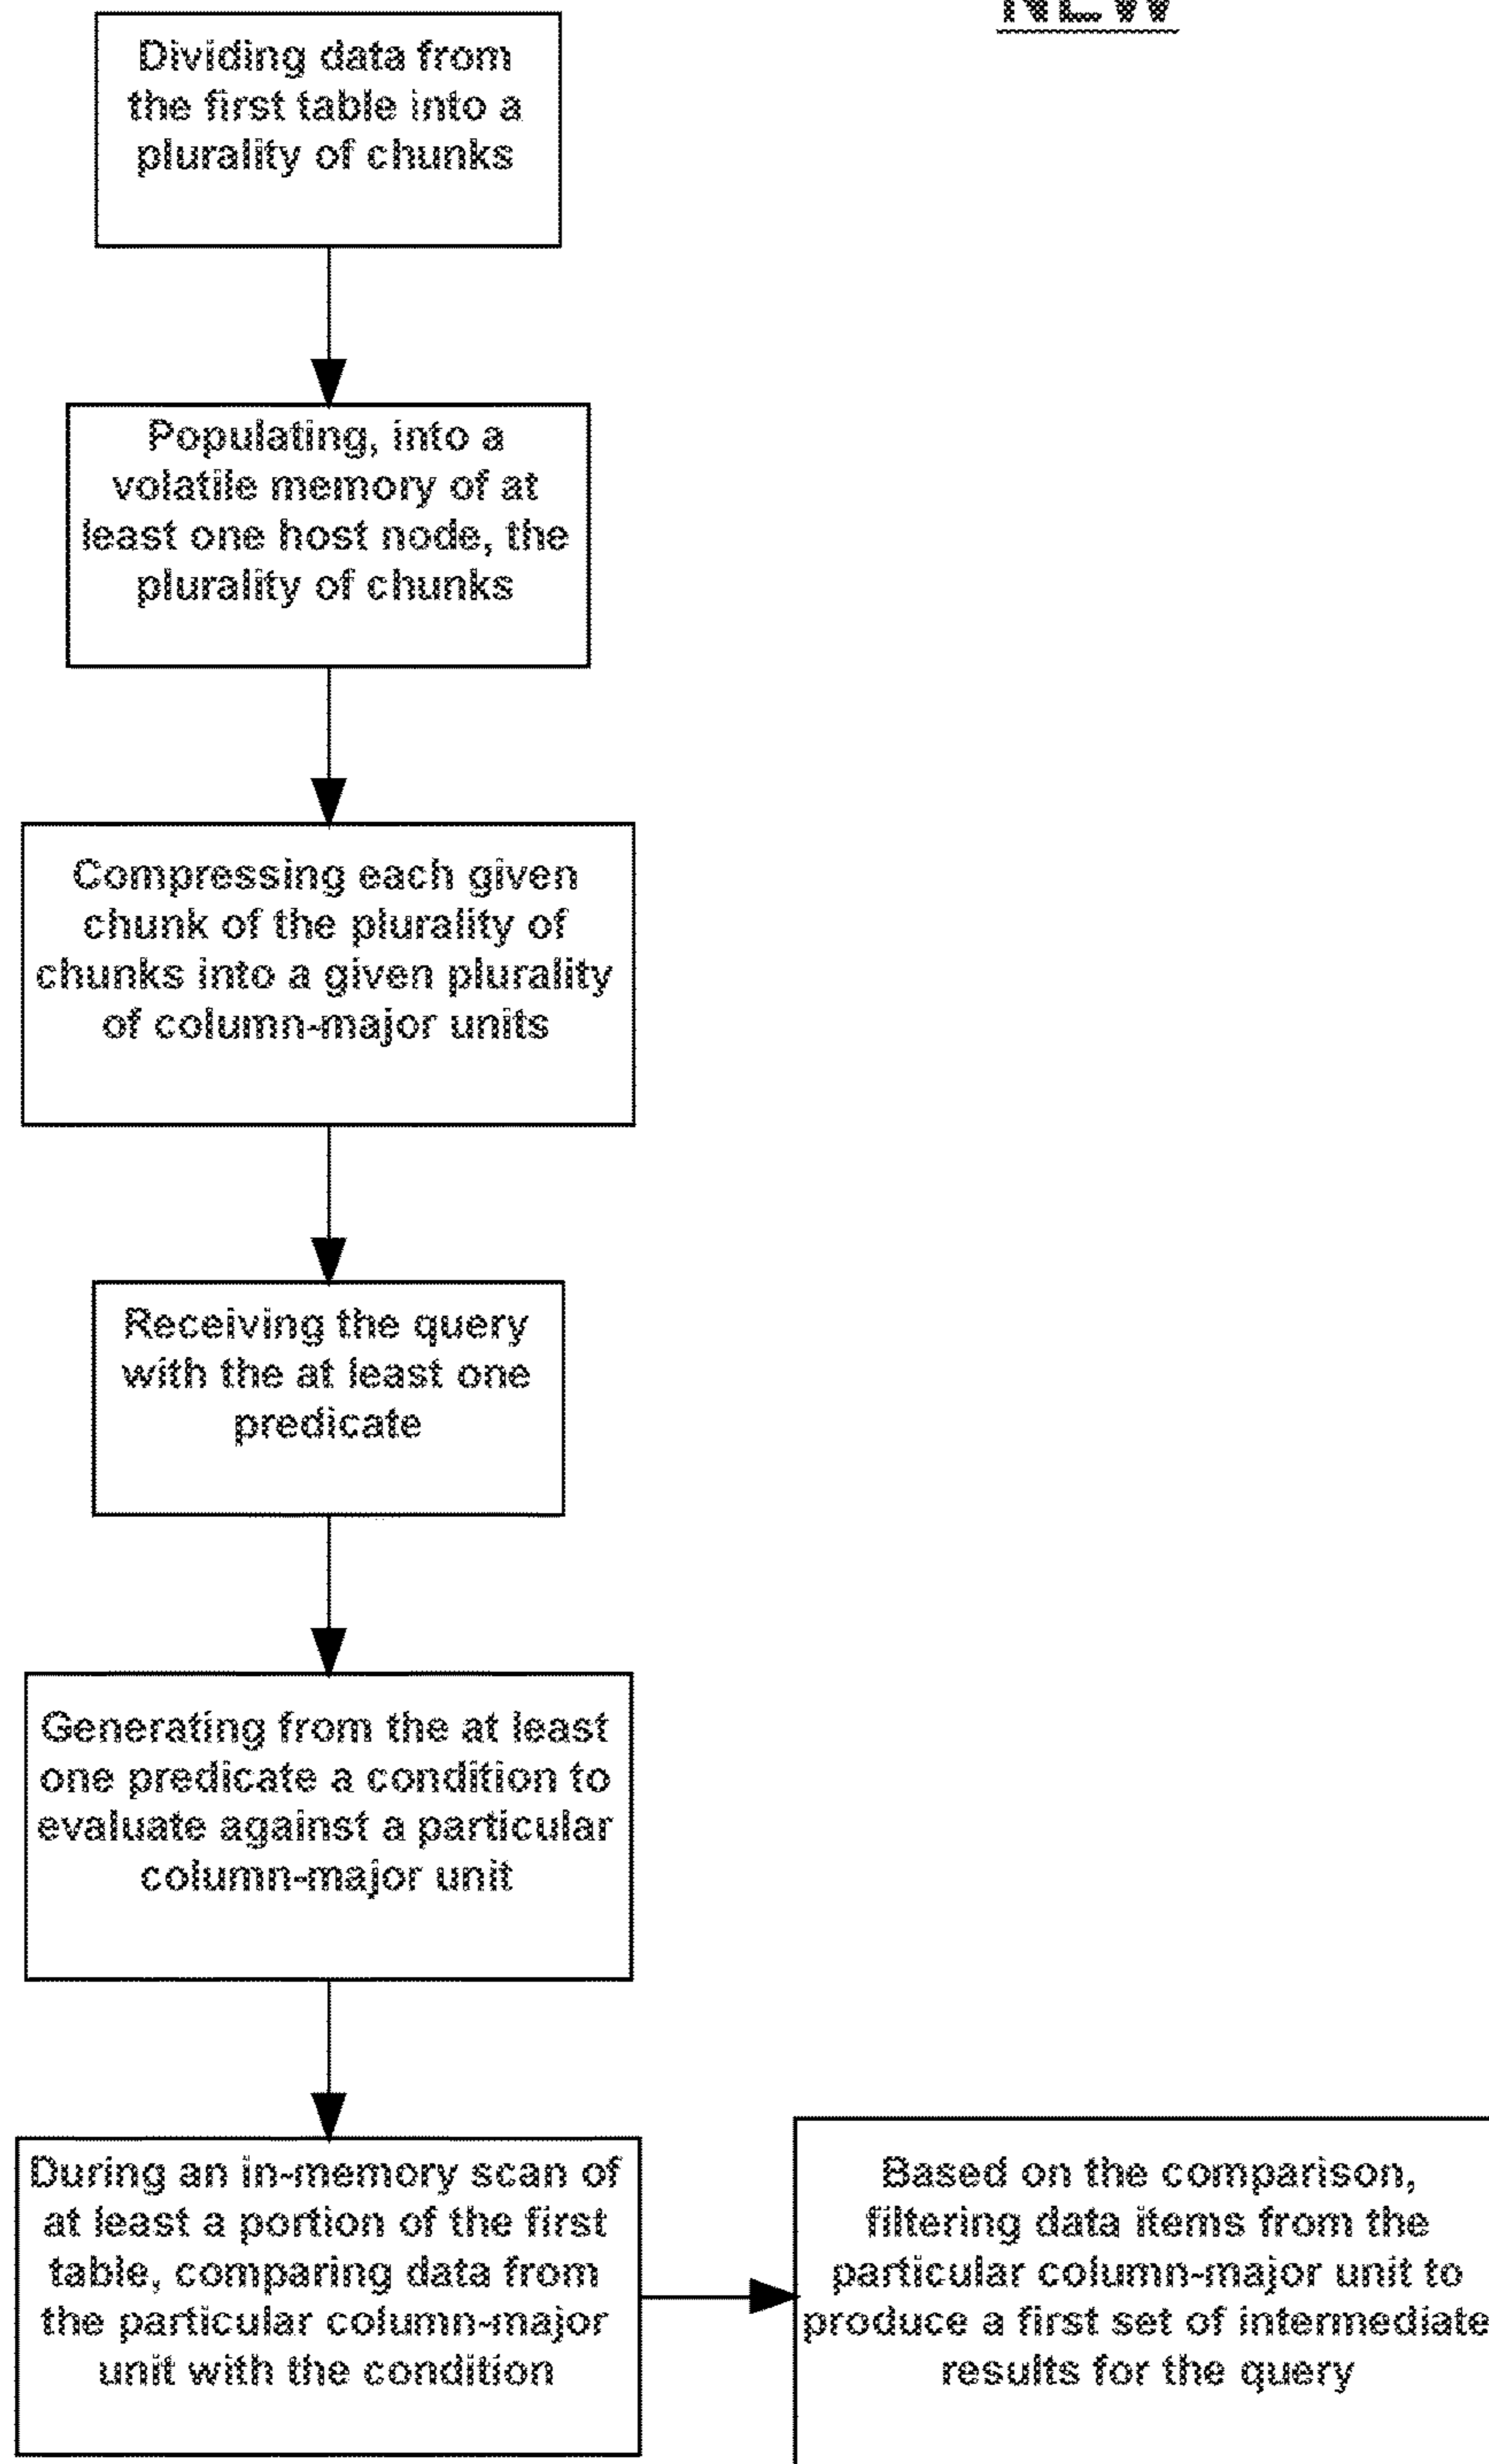 NEW
Dividing data from
the first table into a
plurality of chunks
Populating, into a
volatile memory of at
least one host node, the
plurality of chunks
Compressing each given
chunk of the plurality of
chunks into a given plurality
of column-major units
Receiving the query
with the at least one
predicate
Generating from the at least
one predicate a condition to
evaluate against a particular
column-major unit
During an in-memory scan of
at least a portion of the first
table, comparing data from
the particular column-major
unit with the condition
Based on the comparison,
filtering data items from the
particular column-major unit to
produce a first set of intermediate
results for the query